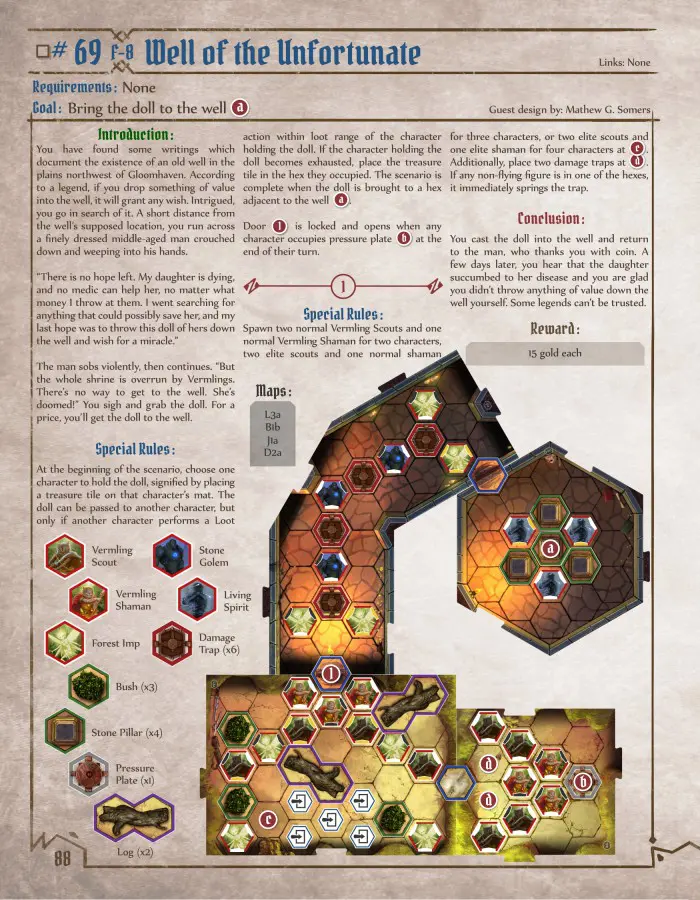 # 69 F-8 Well of the Unfortunate
Links: None
Requirements: None
Goal: Bring the doll to the well a
Guest design by: Mathew G. Somers
Introduction:
You have found some writings which
document the existence of an old well in the
plains northwest of Gloomhaven. According
to a legend, if you drop something of value
into the well, it will grant any wish. Intrigued,
you go in search of it. A short distance from
the well's supposed location, you run across
a finely dressed middle-aged man crouched
down and weeping into his hands.
"There is no hope left. My daughter is dying,
and no medic can help her, no matter what
money I throw at them. I went searching for
anything that could possibly save her, and my
last hope was to throw this doll of hers down
the well and wish for a miracle."
The man sobs violently, then continues. "But
the whole shrine is overrun by Vermlings.
There's no way to get to the well. She's
doomed!" You sigh and grab the doll. For a
price, you'll get the doll to the well.
Special Rules:
At the beginning of the scenario, choose one
character to hold the doll, signified by placing
a treasure tile on that character's mat. The
doll can be passed to another character, but
only if another character performs a Loot
action within loot range of the character
holding the doll. If the character holding the
doll becomes exhausted, place the treasure
tile in the hex they occupied. The scenario is
complete when the doll is brought to a hex
adjacent to the well a.
Door 1 is locked and opens when any
character occupies pressure plate b at the
end of their turn.
1
Special Rules:
Spawn two normal Vermling Scouts and one
normal Vermling Shaman for two characters,
two elite scouts and one normal shaman
for three characters, or two elite scouts and
one elite shaman for four characters at c.
Additionally, place two damage traps at d.
If any non-flying figure is in one of the hexes,
it immediately springs the trap.
Conclusion:
You cast the doll into the well and return
to the man, who thanks you with coin. A
few days later, you hear that the daughter
succumbed to her disease and you are glad
you didn't throw anything of value down the
well yourself. Some legends can't be trusted.
Reward:
15 gold each
Maps:
L3a
B1b
J1a
D2a
Vermling
Scout
Stone
Golem
Vermling
Shaman
Living
Spirit
Forest Imp
Damage
Trap (x6)
Bush (x3)
Stone Pillar (x4)
Pressure
Plate (x1)
Log (x2)
a
1
d
b
d
c
88